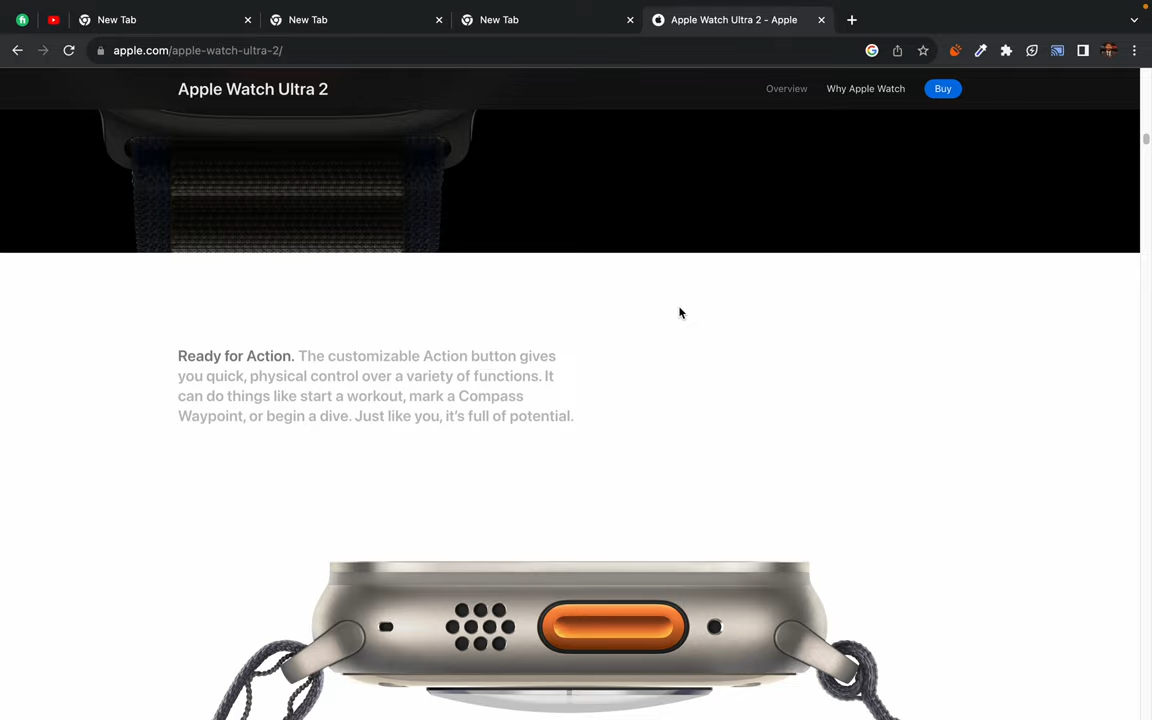 New Tab
New Tab
New Tab
Apple Watch Ultra 2 - Apple
apple.com/apple-watch-ultra-2/
Apple Watch Ultra 2
Overview
Why Apple Watch
Buy
Ready for Action. The customizable Action button gives
you quick, physical control over a variety of functions. It
can do things like start a workout, mark a Compass
Waypoint, or begin a dive. Just like you, it’s full of potential.